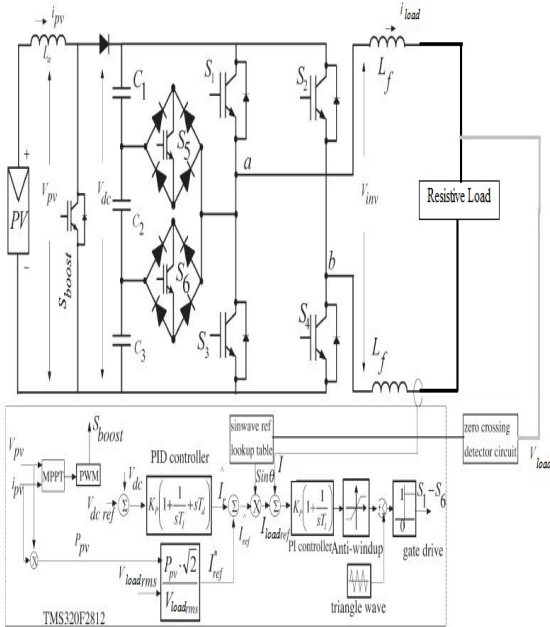 i_pv
i_load
L_a
C_1
S_1
S_2
L_f
S_5
a
V_pv
V_dc
V_inv
Resistive Load
PV
+
-
C_2
S_boost
S_6
b
S_3
S_4
C_3
L_f
S_boost
sinwave ref
lookup table
zero crossing
detector circuit
V_load
V_pv
i_pv
MPPT
PWM
PID controller
V_dc
V_dc ref
Σ
K_p(1+1/sT_i+sT_d)
I_r
Sinθ
I
Σ
X
Σ
I_ref
I_loadref
K_p(1+1/sT_i)
PI controller
Anti-windup
1
0
S_1-S_6
gate drive
P_pv
X
V_loadrms
P_pv·√2
V_loadrms
I"_ref
triangle wave
TMS320F2812